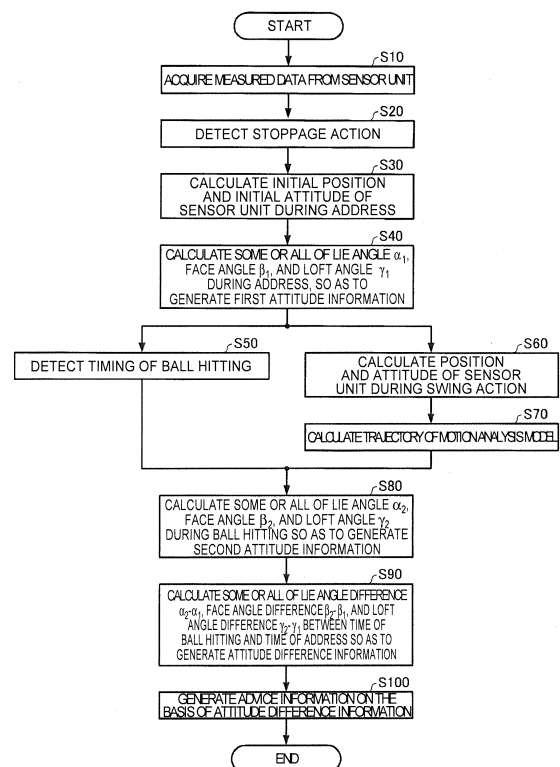 START
S10
ACQUIRE MEASURED DATA FROM SENSOR UNIT
S20
DETECT STOPPAGE ACTION
S30
CALCULATE INITIAL POSITION
AND INITIAL ATTITUDE OF
SENSOR UNIT DURING ADDRESS
S40
CALCULATE SOME OR ALL OF LIE ANGLE α₁,
FACE ANGLE β₁, AND LOFT ANGLE γ₁
DURING ADDRESS, SO AS TO
GENERATE FIRST ATTITUDE INFORMATION
S50
DETECT TIMING OF BALL HITTING
S60
CALCULATE POSITION
AND ATTITUDE OF SENSOR
UNIT DURING SWING ACTION
S70
CALCULATE TRAJECTORY OF MOTION ANALYSIS MODEL
S80
CALCULATE SOME OR ALL OF LIE ANGLE α₂,
FACE ANGLE β₂, AND LOFT ANGLE γ₂
DURING BALL HITTING SO AS TO GENERATE
SECOND ATTITUDE INFORMATION
S90
CALCULATE SOME OR ALL OF LIE ANGLE DIFFERENCE
α₂-α₁, FACE ANGLE DIFFERENCE β₂-β₁, AND LOFT
ANGLE DIFFERENCE γ₂-γ₁ BETWEEN TIME OF
BALL HITTING AND TIME OF ADDRESS SO AS TO
GENERATE ATTITUDE DIFFERENCE INFORMATION
S100
GENERATE ADVICE INFORMATION ON THE
BASIS OF ATTITUDE DIFFERENCE INFORMATION
END